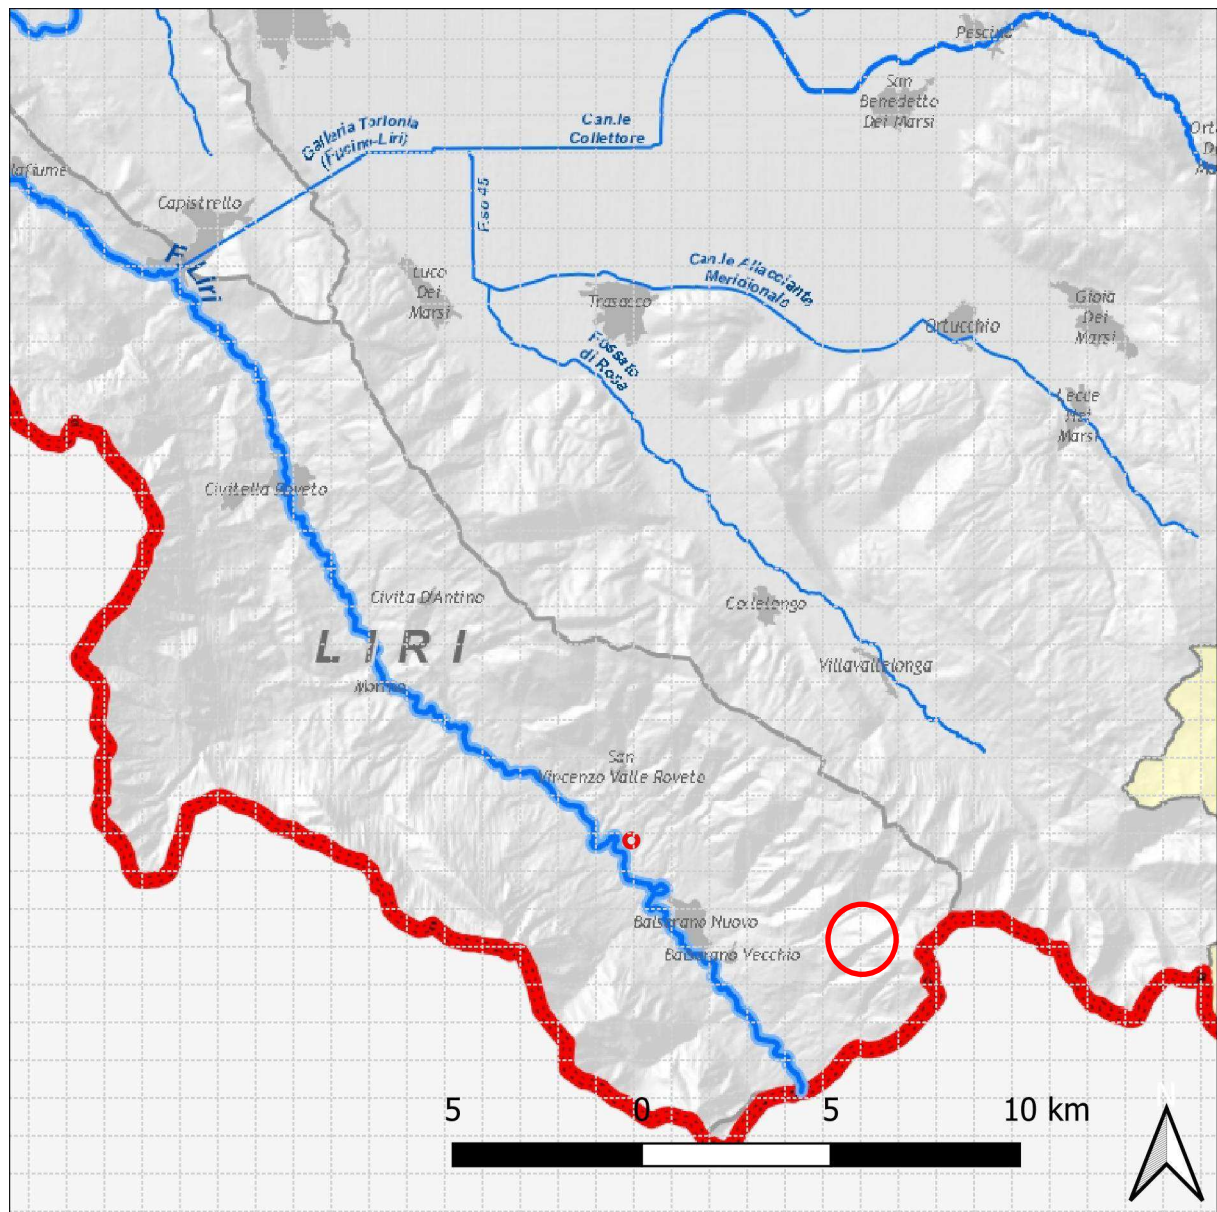 Pescina
San
Benedetto
Dei Marsi
Galleria Torlonia
(Fucino-Liri)
Can.le
Collettore
Capistrello
F.so 45
F. Liri
Luco
Dei
Marsi
Trasacco
Can.le Allacciante
Meridionale
Ortucchio
Gioia
Dei
Marsi
Fossato
di Rosa
Lecce
Nei
Marsi
Civitella Roveto
Civita D'Antino
Collelongo
LIRI
Villavallelonga
Morino
San
Vincenzo Valle Roveto
Balsorano Nuovo
Balsorano Vecchio
5 0 5 10 km
N